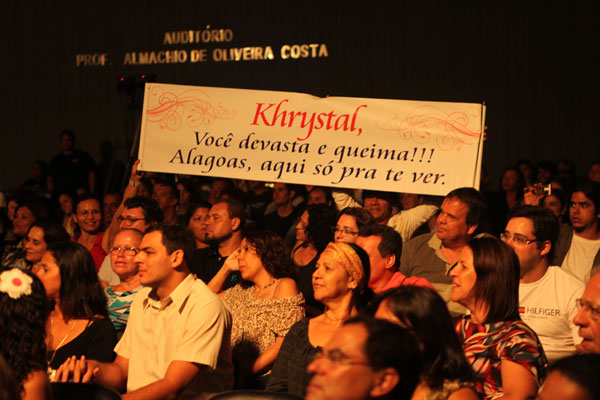 AUDITÓRIO
PROF. ALMACHIO DE OLIVEIRA COSTA
Khrystal,
Você devasta e queima!!!
Alagoas, aqui só pra te ver.
HILFIGER